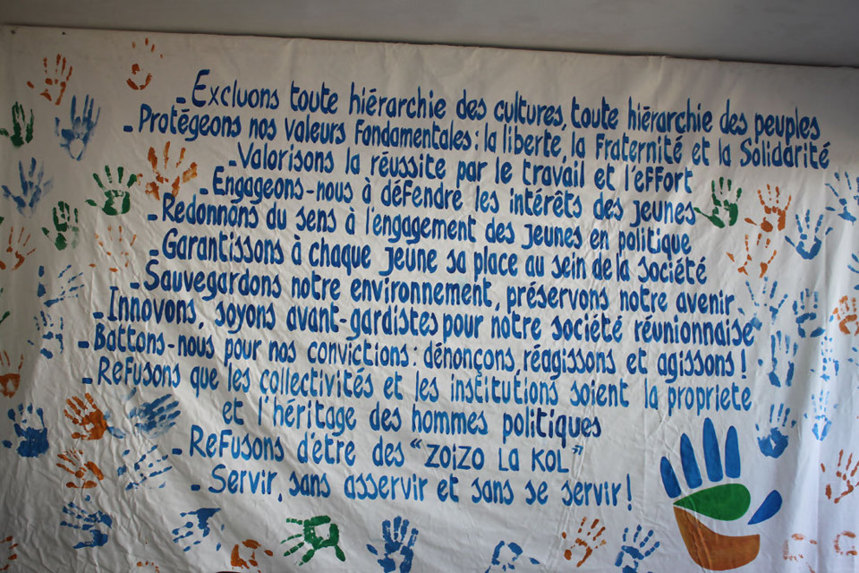 - Excluons toute hiérarchie des cultures, toute hiérarchie des peuples
- Protégeons nos valeurs Fondamentales : la liberté, la Fraternité et la Solidarité
- Valorisons la réussite par le travail et l'eFFort
- Engageons-nous à déFendre les intérêts des jeunes
- Redonnons du sens à l'engagement des jeunes en politique
- Garantissons à chaque jeune sa place au sein de la société
- Sauvegardons notre environnement, préservons notre avenir
- Innovons, soyons avant-gardistes pour notre société réunionnaise
- Battons-nous pour nos convictions : dénonçons, réagissons et agissons !
- ReFusons que les collectivités et les institutions soient la propriete
et l'héritage des hommes politiques
- ReFusons d'être des "ZOIZO LA KOL"
- Servir, sans asservir et sans se servir !